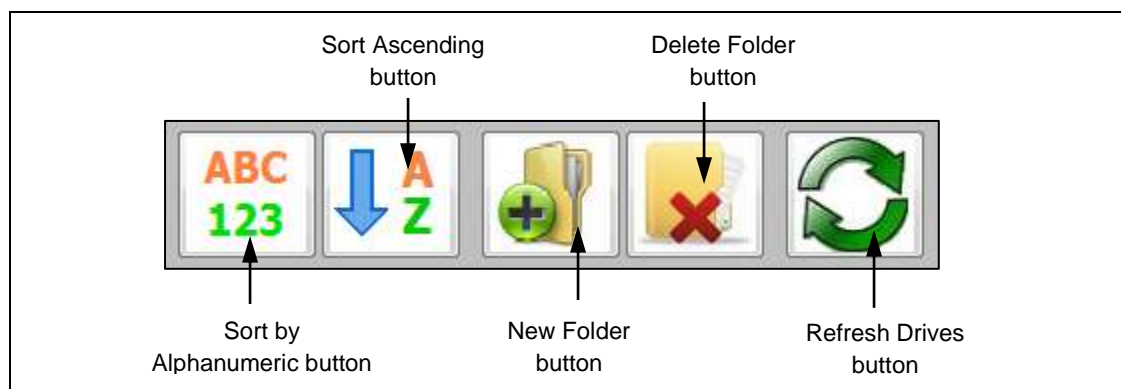 Sort Ascending
button
Delete Folder
button
ABC
123
A
Z
Sort by
Alphanumeric button
New Folder
button
Refresh Drives
button